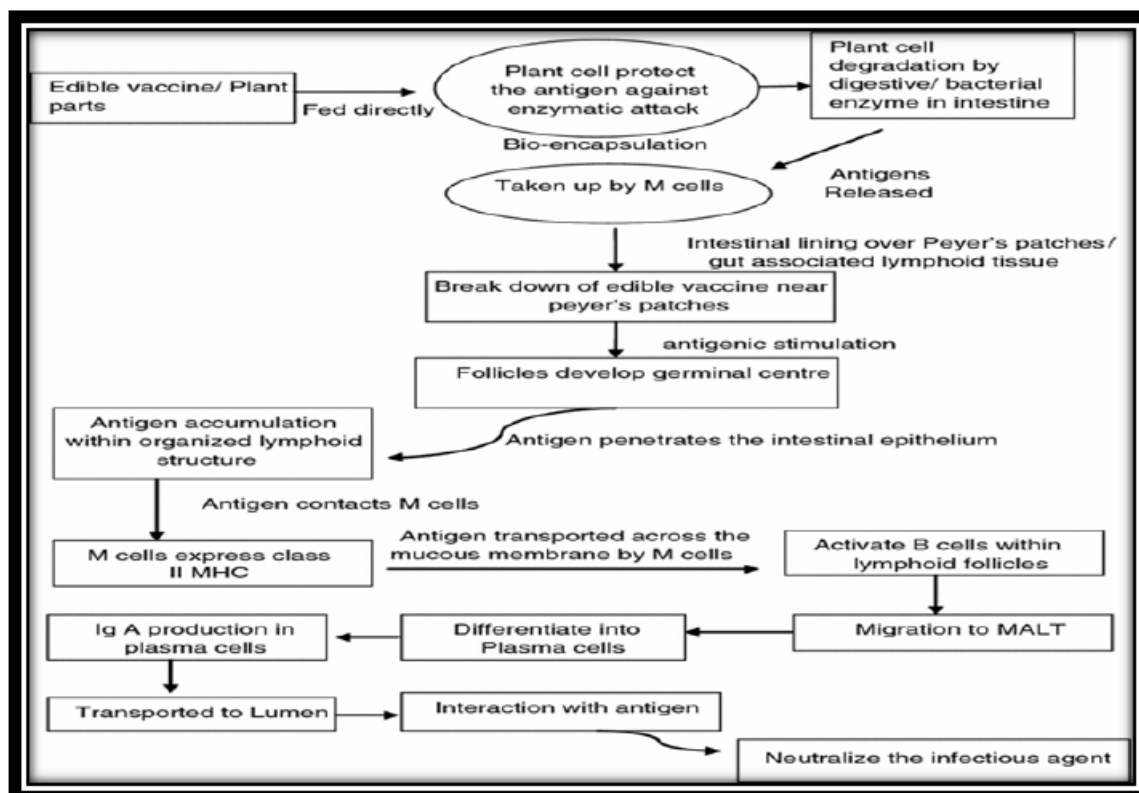 Edible vaccine/ Plant
parts
Fed directly
Plant cell protect
the antigen against
enzymatic attack
Bio-encapsulation
Plant cell
degradation by
digestive/ bacterial
enzyme in intestine
Antigens
Released
Taken up by M cells
Intestinal lining over Peyer's patches/
gut associated lymphoid tissue
Break down of edible vaccine near
peyer's patches
antigenic stimulation
Follicles develop germinal centre
Antigen penetrates the intestinal epithelium
Antigen accumulation
within organized lymphoid
structure
Antigen contacts M cells
M cells express class
II MHC
Antigen transported across the
mucous membrane by M cells
Activate B cells within
lymphoid follicles
Migration to MALT
Differentiate into
Plasma cells
Ig A production in
plasma cells
Transported to Lumen
Interaction with antigen
Neutralize the infectious agent